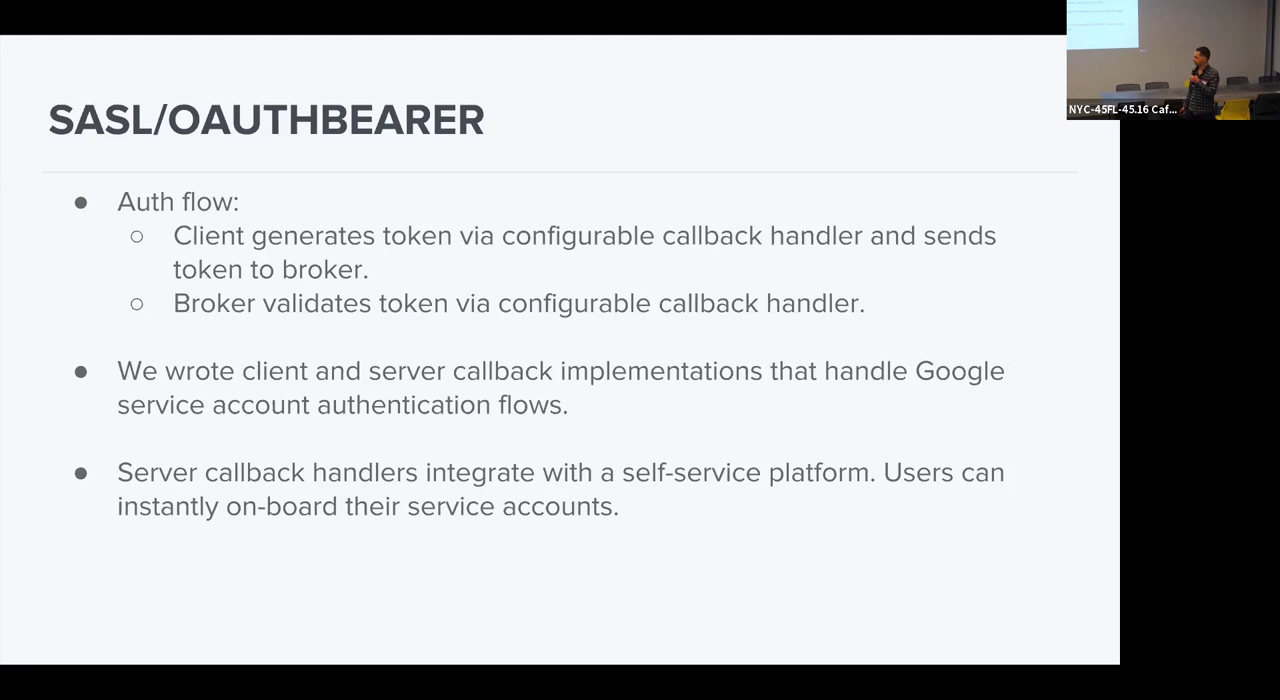 SASL/OAUTHBEARER
● Auth flow:
○ Client generates token via configurable callback handler and sends
token to broker.
○ Broker validates token via configurable callback handler.
● We wrote client and server callback implementations that handle Google
service account authentication flows.
● Server callback handlers integrate with a self-service platform. Users can
instantly on-board their service accounts.
NYC-45FL-45.16 Caf...